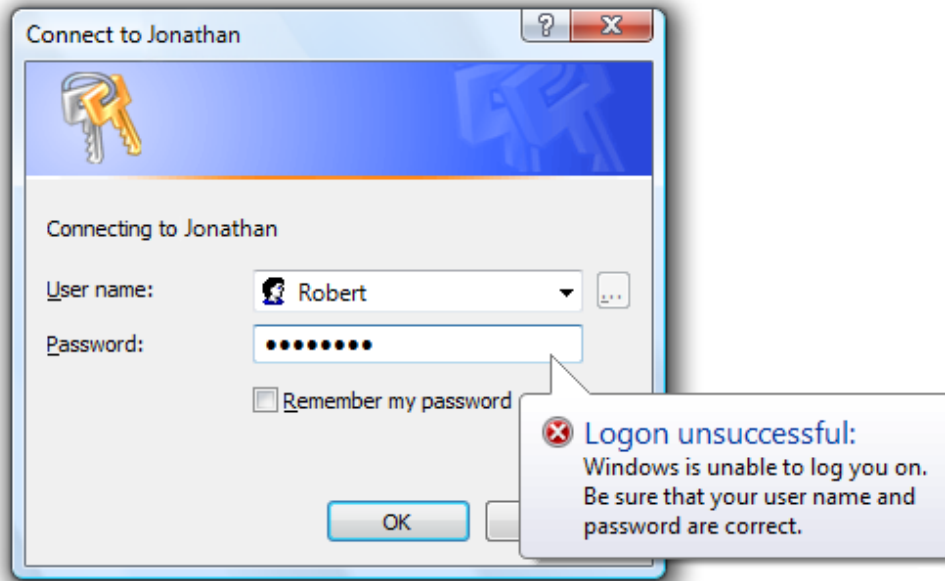 Connect to Jonathan
Connecting to Jonathan
User name:
Robert
...
Password:
••••••••
Remember my password
Logon unsuccessful:
Windows is unable to log you on.
Be sure that your user name and
password are correct.
OK